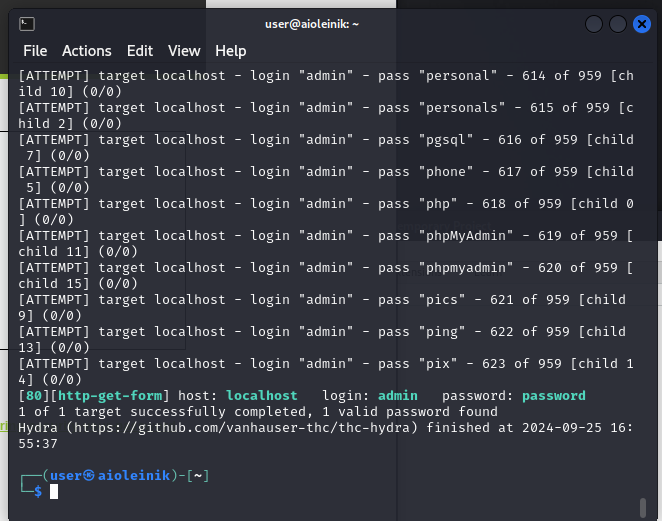 user@aioleinik: ~
File Actions Edit View Help
[ATTEMPT] target localhost - login "admin" - pass "personal" - 614 of 959 [ch
ild 10] (0/0)
[ATTEMPT] target localhost - login "admin" - pass "personals" - 615 of 959 [c
hild 2] (0/0)
[ATTEMPT] target localhost - login "admin" - pass "pgsql" - 616 of 959 [child
 7] (0/0)
[ATTEMPT] target localhost - login "admin" - pass "phone" - 617 of 959 [child
 5] (0/0)
[ATTEMPT] target localhost - login "admin" - pass "php" - 618 of 959 [child 0
] (0/0)
[ATTEMPT] target localhost - login "admin" - pass "phpMyAdmin" - 619 of 959 [
child 11] (0/0)
[ATTEMPT] target localhost - login "admin" - pass "phpmyadmin" - 620 of 959 [
child 15] (0/0)
[ATTEMPT] target localhost - login "admin" - pass "pics" - 621 of 959 [child
9] (0/0)
[ATTEMPT] target localhost - login "admin" - pass "ping" - 622 of 959 [child
13] (0/0)
[ATTEMPT] target localhost - login "admin" - pass "pix" - 623 of 959 [child 1
4] (0/0)
[80][http-get-form] host: localhost   login: admin   password: password
1 of 1 target successfully completed, 1 valid password found
Hydra (https://github.com/vanhauser-thc/thc-hydra) finished at 2024-09-25 16:
55:37
┌──(user㉿aioleinik)-[~]
└─$